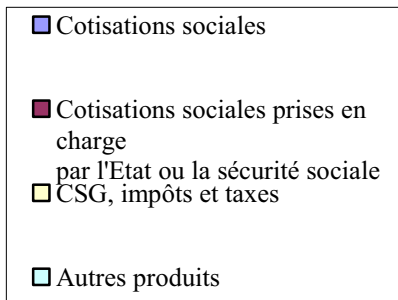 Cotisations sociales
Cotisations sociales prises en
charge
par l'Etat ou la sécurité sociale
CSG, impôts et taxes
Autres produits